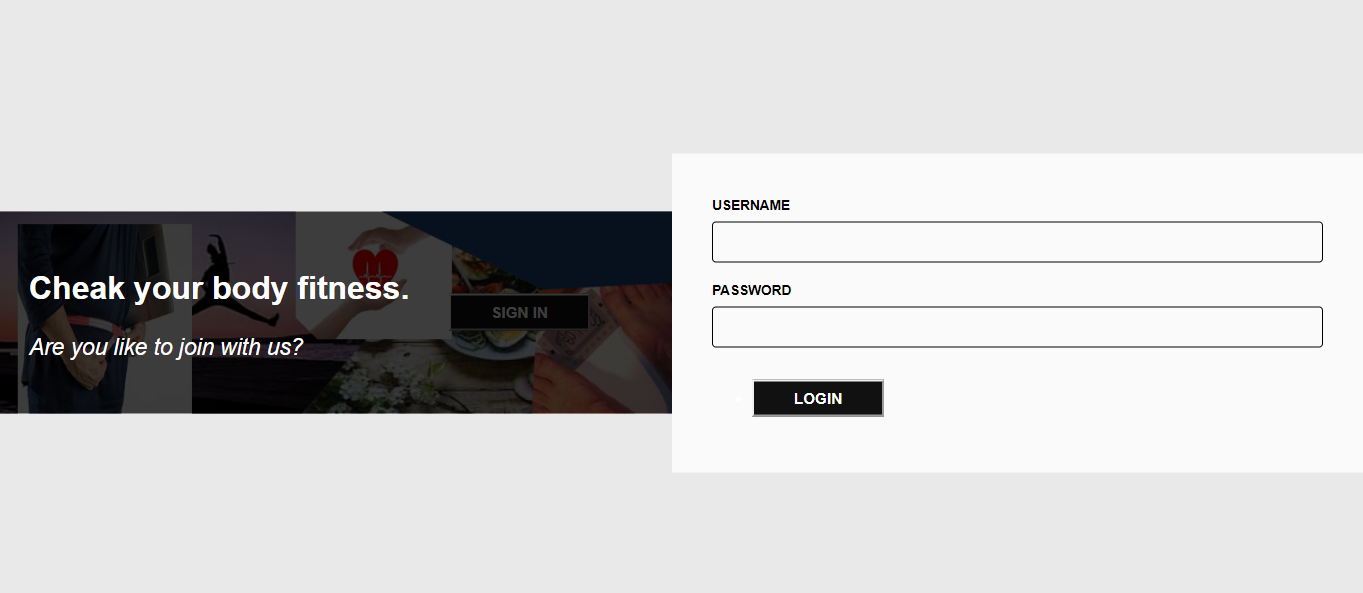 Cheak your body fitness.
SIGN IN
Are you like to join with us?
USERNAME
PASSWORD
LOGIN